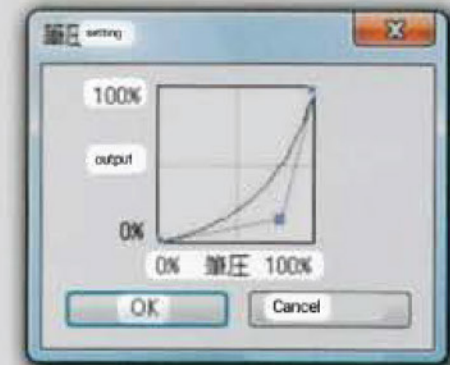 筆圧 setting
100%
output
0%
0% 筆圧 100%
OK
Cancel